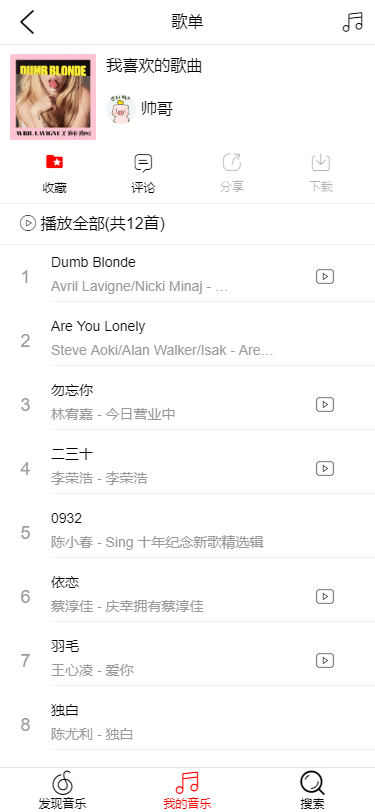 歌单
DUMB BLONDE
我喜欢的歌曲
帅哥
收藏
评论
分享
下载
播放全部(共12首)
1
Dumb Blonde
Avril Lavigne/Nicki Minaj - …
2
Are You Lonely
Steve Aoki/Alan Walker/Isak - Are…
3
勿忘你
林宥嘉 - 今日营业中
4
二三十
李荣浩 - 李荣浩
5
0932
陈小春 - Sing 十年纪念新歌精选辑
6
依恋
蔡淳佳 - 庆幸拥有蔡淳佳
7
羽毛
王心凌 - 爱你
8
独白
陈尤利 - 独白
发现音乐
我的音乐
搜索